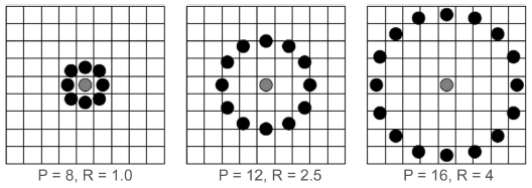 P = 8, R = 1.0
P = 12, R = 2.5
P = 16, R = 4